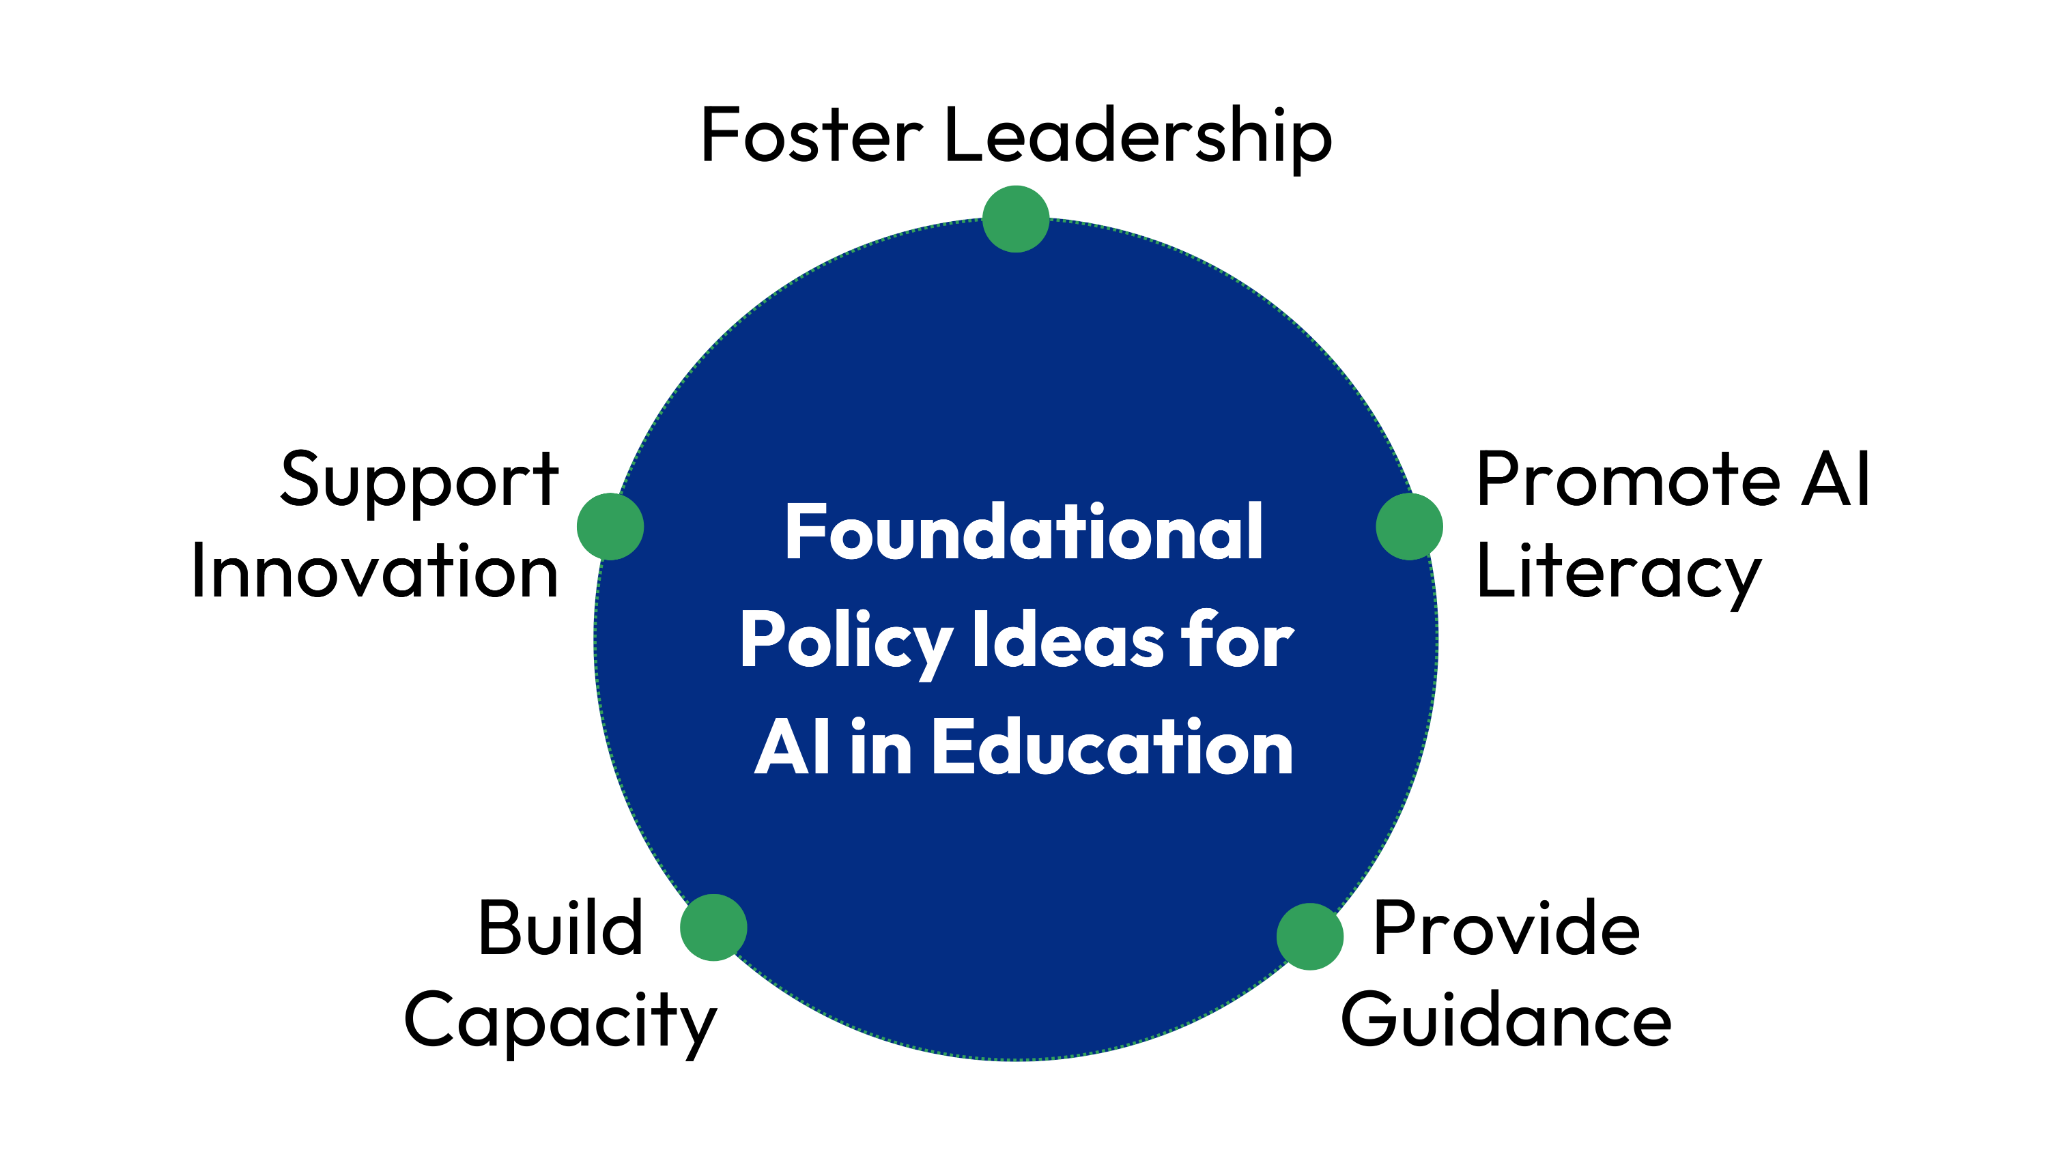 Foster Leadership
Support
Innovation
Promote AI
Literacy
Foundational
Policy Ideas for
AI in Education
Build
Capacity
Provide
Guidance